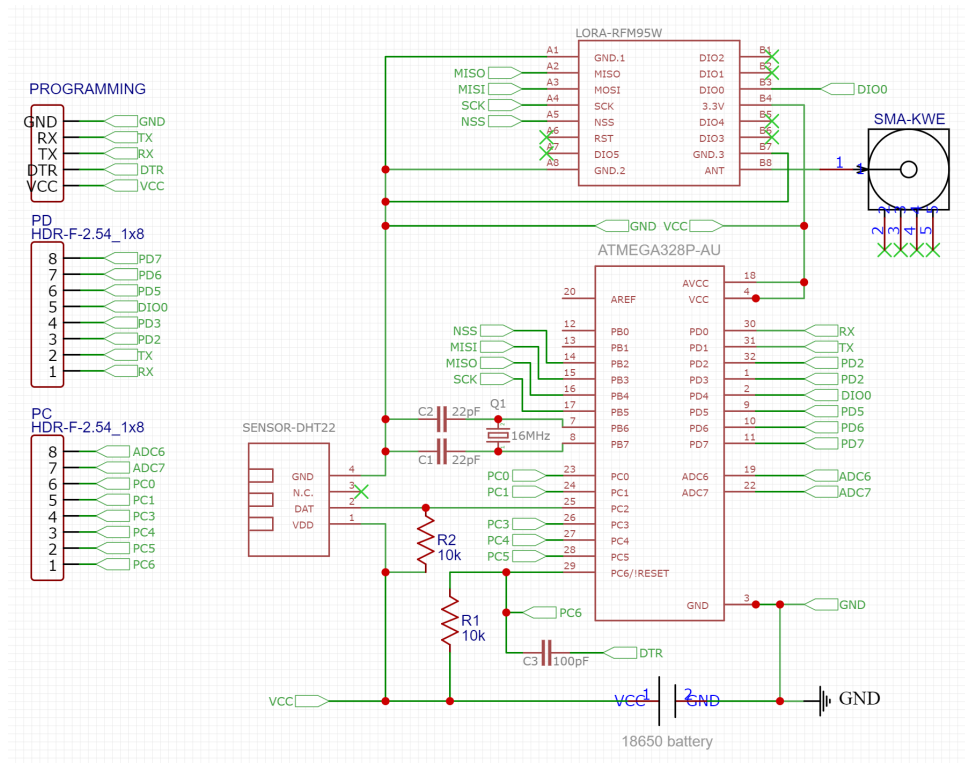 LORA-RFM95W
A1 GND.1 DIO2 B1
MISO A2 MISO DIO1 B2
MISI A3 MOSI DIO0 B3 DIO0
SCK A4 SCK 3.3V B4
NSS A5 NSS DIO4 B5
A6 RST DIO3 B6
A7 DIO5 GND.3 B7
A8 GND.2 ANT B8
SMA-KWE
1 1
2 3 4 5
2 3 4 5
PROGRAMMING
GND GND
RX TX
TX RX
DTR DTR
VCC VCC
PD
HDR-F-2.54_1x8
8 PD7
7 PD6
6 PD5
5 DIO0
4 PD3
3 PD2
2 TX
1 RX
PC
HDR-F-2.54_1x8
8 ADC6
7 ADC7
6 PC0
5 PC1
4 PC3
3 PC4
2 PC5
1 PC6
GND VCC
ATMEGA328P-AU
AVCC 18
VCC 4
20 AREF
NSS 12 PB0 PD0 30 RX
MISI 13 PB1 PD1 31 TX
MISO 14 PB2 PD2 32 PD2
SCK 15 PB3 PD3 1 PD2
16 PB4 PD4 2 DIO0
17 PB5 PD5 9 PD5
7 PB6 PD6 10 PD6
8 PB7 PD7 11 PD7
PC0 23 PC0 ADC6 19 ADC6
PC1 24 PC1 ADC7 22 ADC7
25 PC2
PC3 26 PC3
PC4 27 PC4
PC5 28 PC5
29 PC6/!RESET
GND 3 GND
C2 22pF
Q1
16MHz
C1 22pF
SENSOR-DHT22
GND 4
N.C. 3
DAT 2
VDD 1
R2
10k
R1
10k
PC6
C3 100pF DTR
VCC VCC 1 2 GND GND
18650 battery